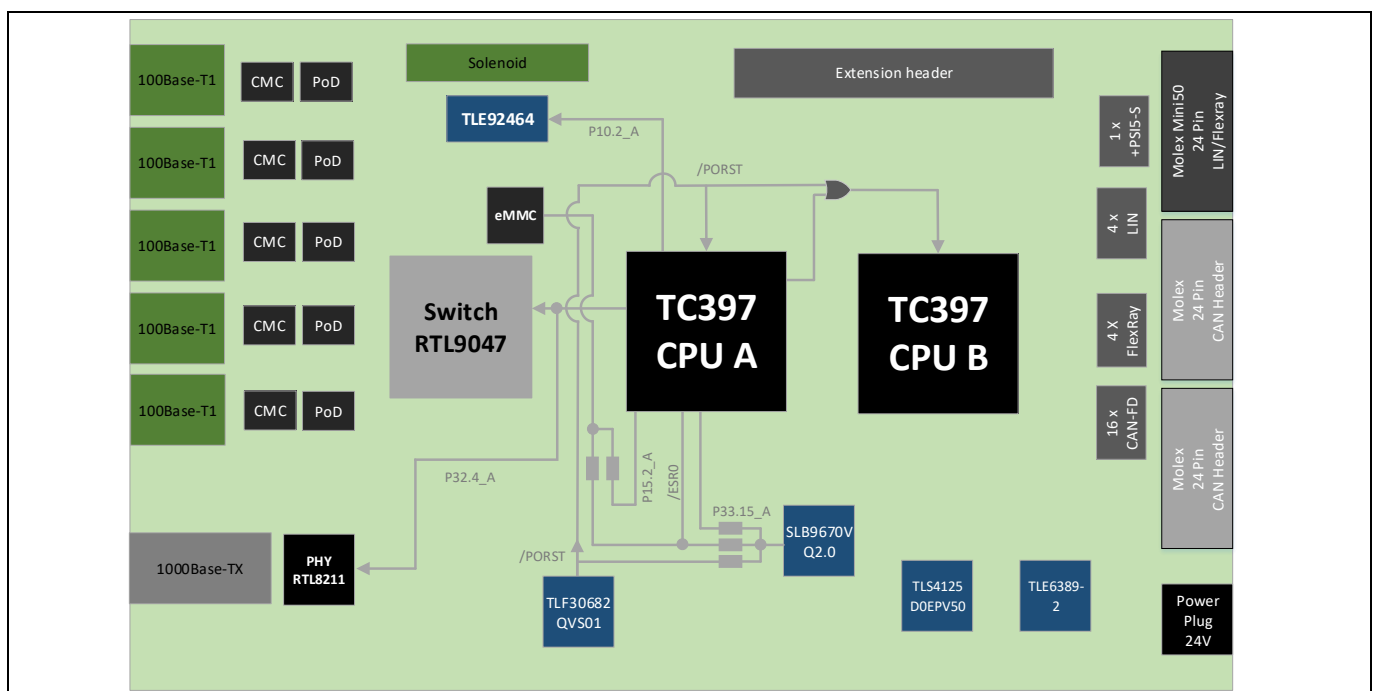 Solenoid
Extension header
100Base-T1
CMC
PoD
TLE92464
P10.2_A
1 x
+PSI5-S
Molex Mini50
24 Pin
LIN/Flexray
100Base-T1
CMC
PoD
/PORST
eMMC
4 x
LIN
100Base-T1
CMC
PoD
Switch
RTL9047
TC397
CPU A
TC397
CPU B
Molex
24 Pin
CAN Header
100Base-T1
CMC
PoD
4 X
FlexRay
100Base-T1
CMC
PoD
16 x
CAN-FD
Molex
24 Pin
CAN Header
P32.4_A
P15.2_A
/ESR0
P33.15_A
SLB9670V
Q2.0
1000Base-TX
PHY
RTL8211
/PORST
TLF30682
QVS01
TLS4125
D0EPV50
TLE6389-
2
Power
Plug
24V